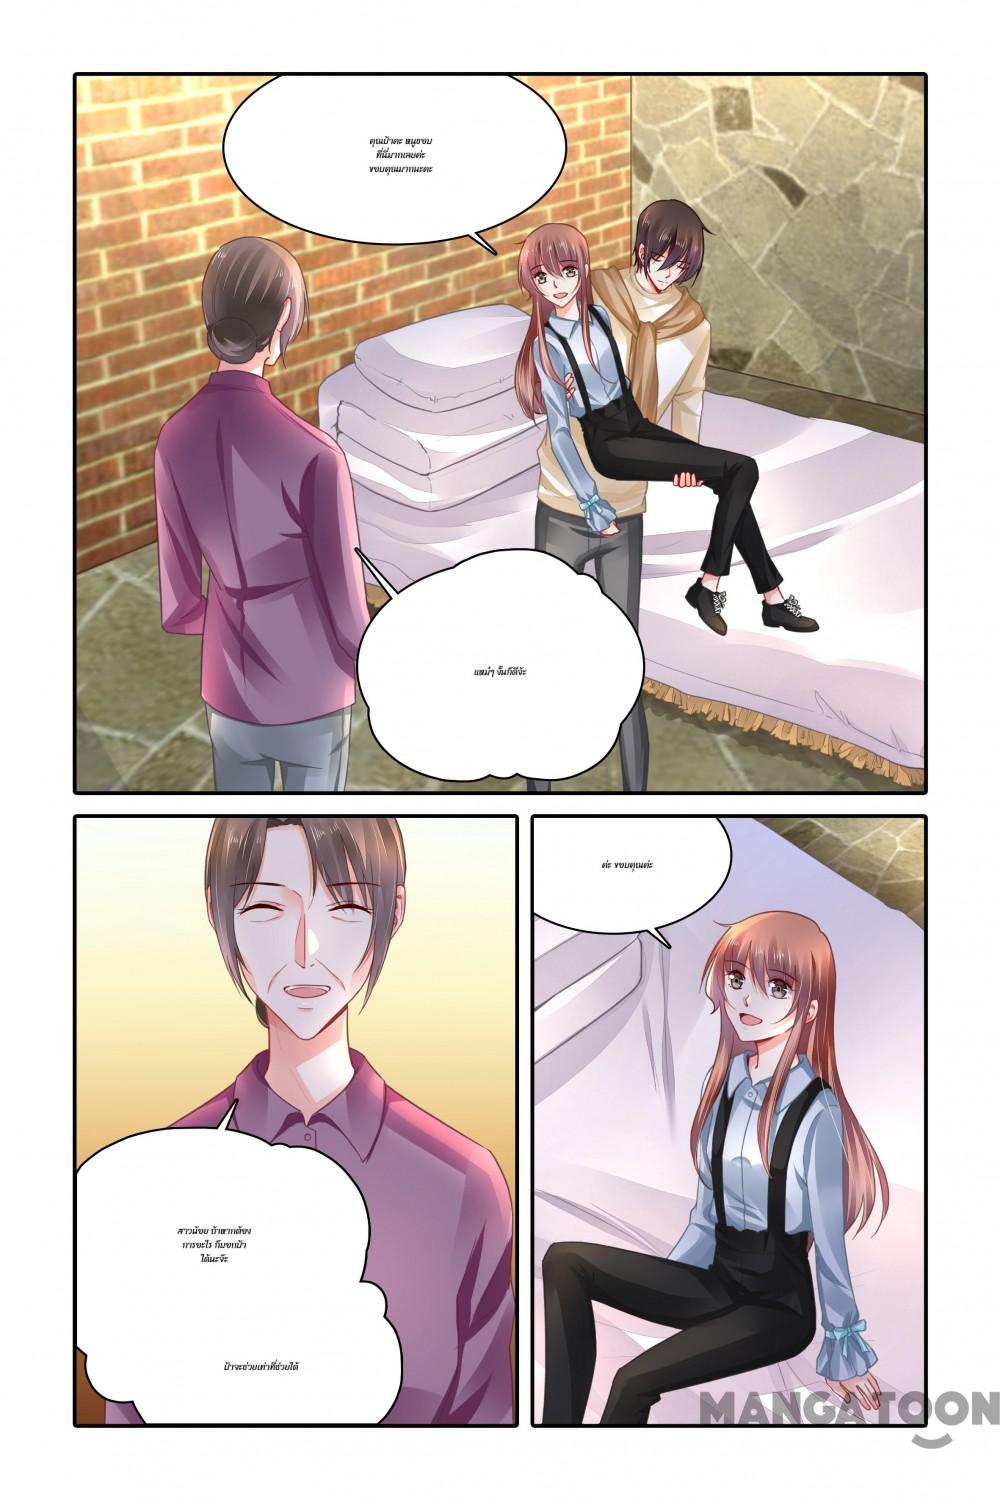 คุณป้าคะ หนูชอบ
ที่นี่มากเลยค่ะ
ขอบคุณมากนะคะ
แหม่ๆ งั้นก็ดีจ้ะ
สาวน้อย ถ้าหากต้อง
การอะไร ก็บอกป้า
ได้นะจ๊ะ
ป้าจะช่วยเท่าที่ช่วยได้
ค่ะ ขอบคุณค่ะ
MANGATOON